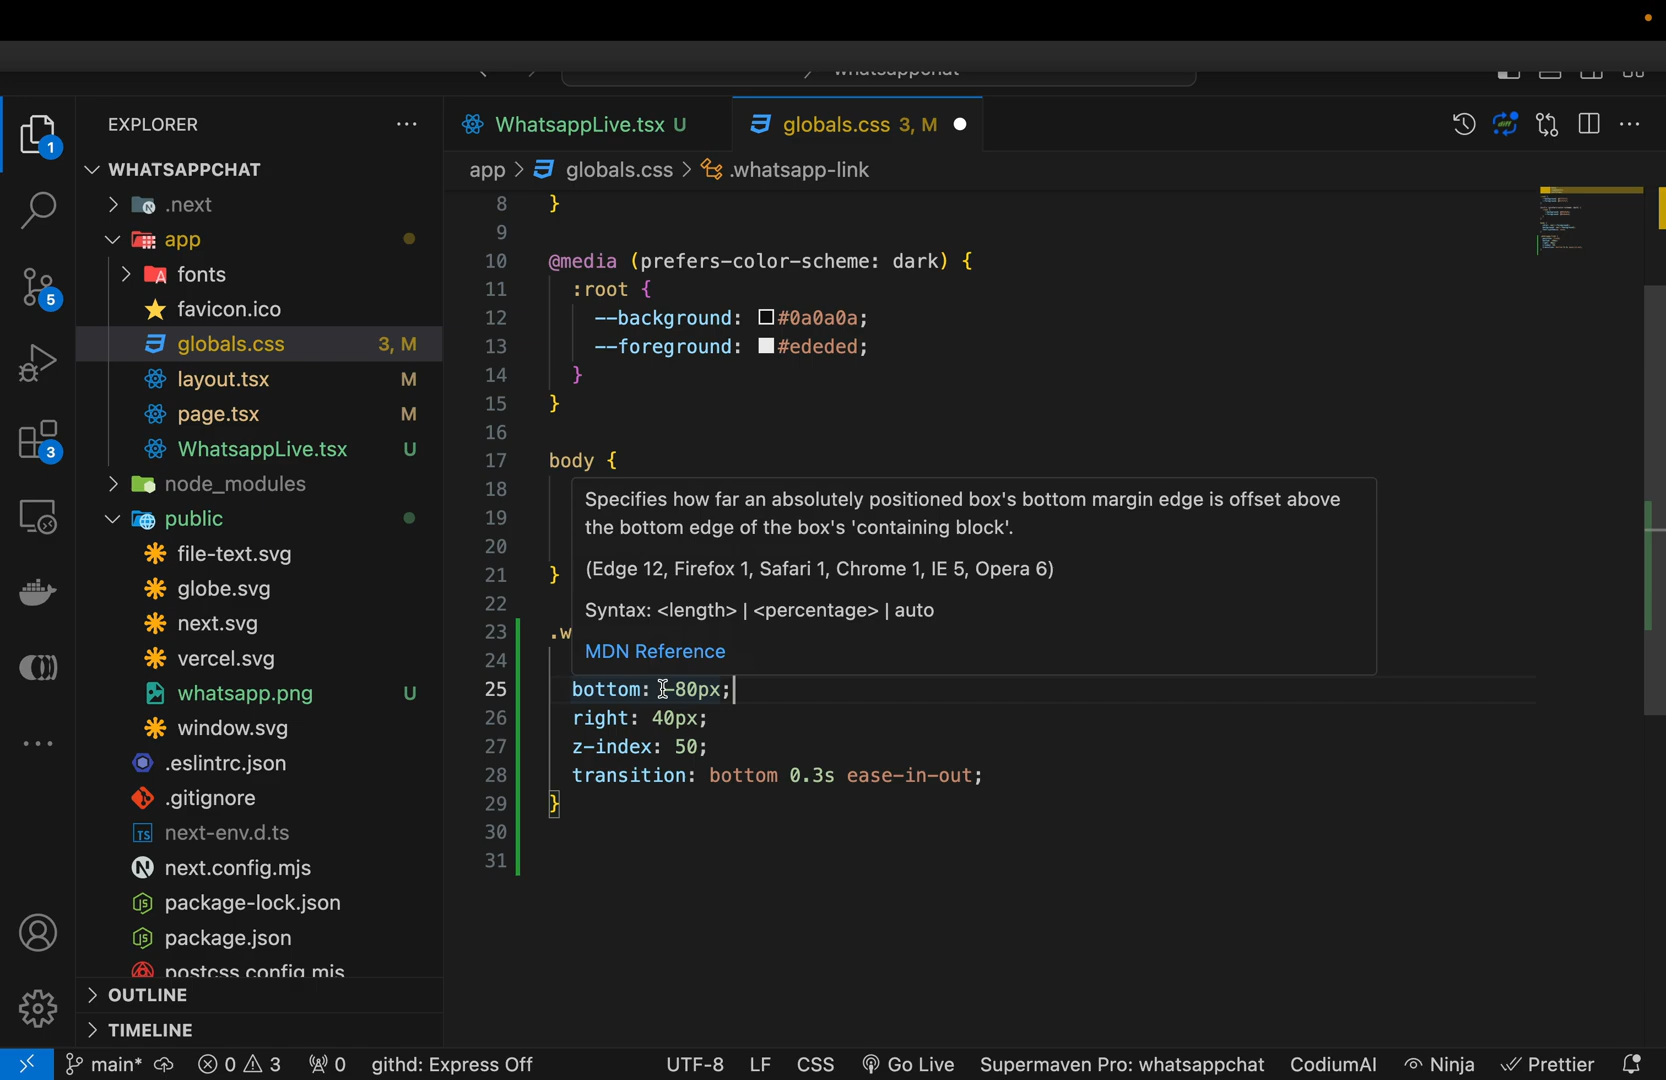 whatsappchat
EXPLORER
WHATSAPPCHAT
.next
app
fonts
favicon.ico
globals.css 3, M
layout.tsx M
page.tsx M
WhatsappLive.tsx U
node_modules
public
file-text.svg
globe.svg
next.svg
vercel.svg
whatsapp.png U
window.svg
.eslintrc.json
.gitignore
next-env.d.ts
next.config.mjs
package-lock.json
package.json
postcss.config.mjs
OUTLINE
TIMELINE
1
5
3
WhatsappLive.tsx U
globals.css 3, M
app > globals.css > .whatsapp-link
8 }
9
10 @media (prefers-color-scheme: dark) {
11 :root {
12 --background: #0a0a0a;
13 --foreground: #ededed;
14 }
15 }
16
17 body {
18
19
20
21 }
22
23 .w
24
25 bottom: -80px;
26 right: 40px;
27 z-index: 50;
28 transition: bottom 0.3s ease-in-out;
29 }
30
31
Specifies how far an absolutely positioned box's bottom margin edge is offset above
the bottom edge of the box's 'containing block'.
(Edge 12, Firefox 1, Safari 1, Chrome 1, IE 5, Opera 6)
Syntax: <length> | <percentage> | auto
MDN Reference
main* 0 3 0 githd: Express Off UTF-8 LF CSS Go Live Supermaven Pro: whatsappchat CodiumAI Ninja Prettier